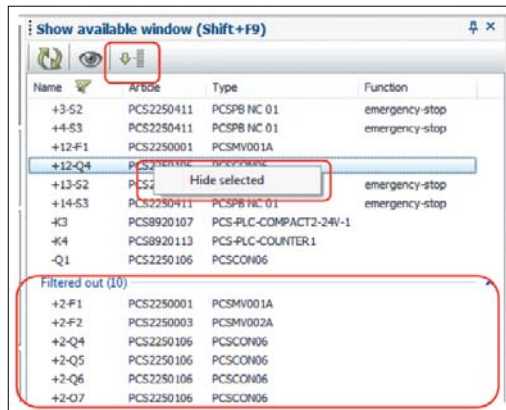 Show available window (Shift+F9)
Name Article Type Function
+3-S2 PCS2250411 PCSPB NC 01 emergency-stop
+4-S3 PCS2250411 PCSPB NC 01 emergency-stop
+12-F1 PCS2250001 PCSMV001A
+12-Q4 PCS2250106 PCSCON06
Hide selected
+13-S2 PCS2 emergency-stop
+14-S3 PCS2250411 PCSPB NC 01 emergency-stop
-K3 PCS8920107 PCS-PLC-COMPACT2-24V-1
-K4 PCS8920113 PCS-PLC-COUNTER1
-Q1 PCS2250106 PCSCON06
Filtered out (10)
+2-F1 PCS2250001 PCSMV001A
+2-F2 PCS2250003 PCSMV002A
+2-Q4 PCS2250106 PCSCON06
+2-Q5 PCS2250106 PCSCON06
+2-Q6 PCS2250106 PCSCON06
+2-Q7 PCS2250106 PCSCON06